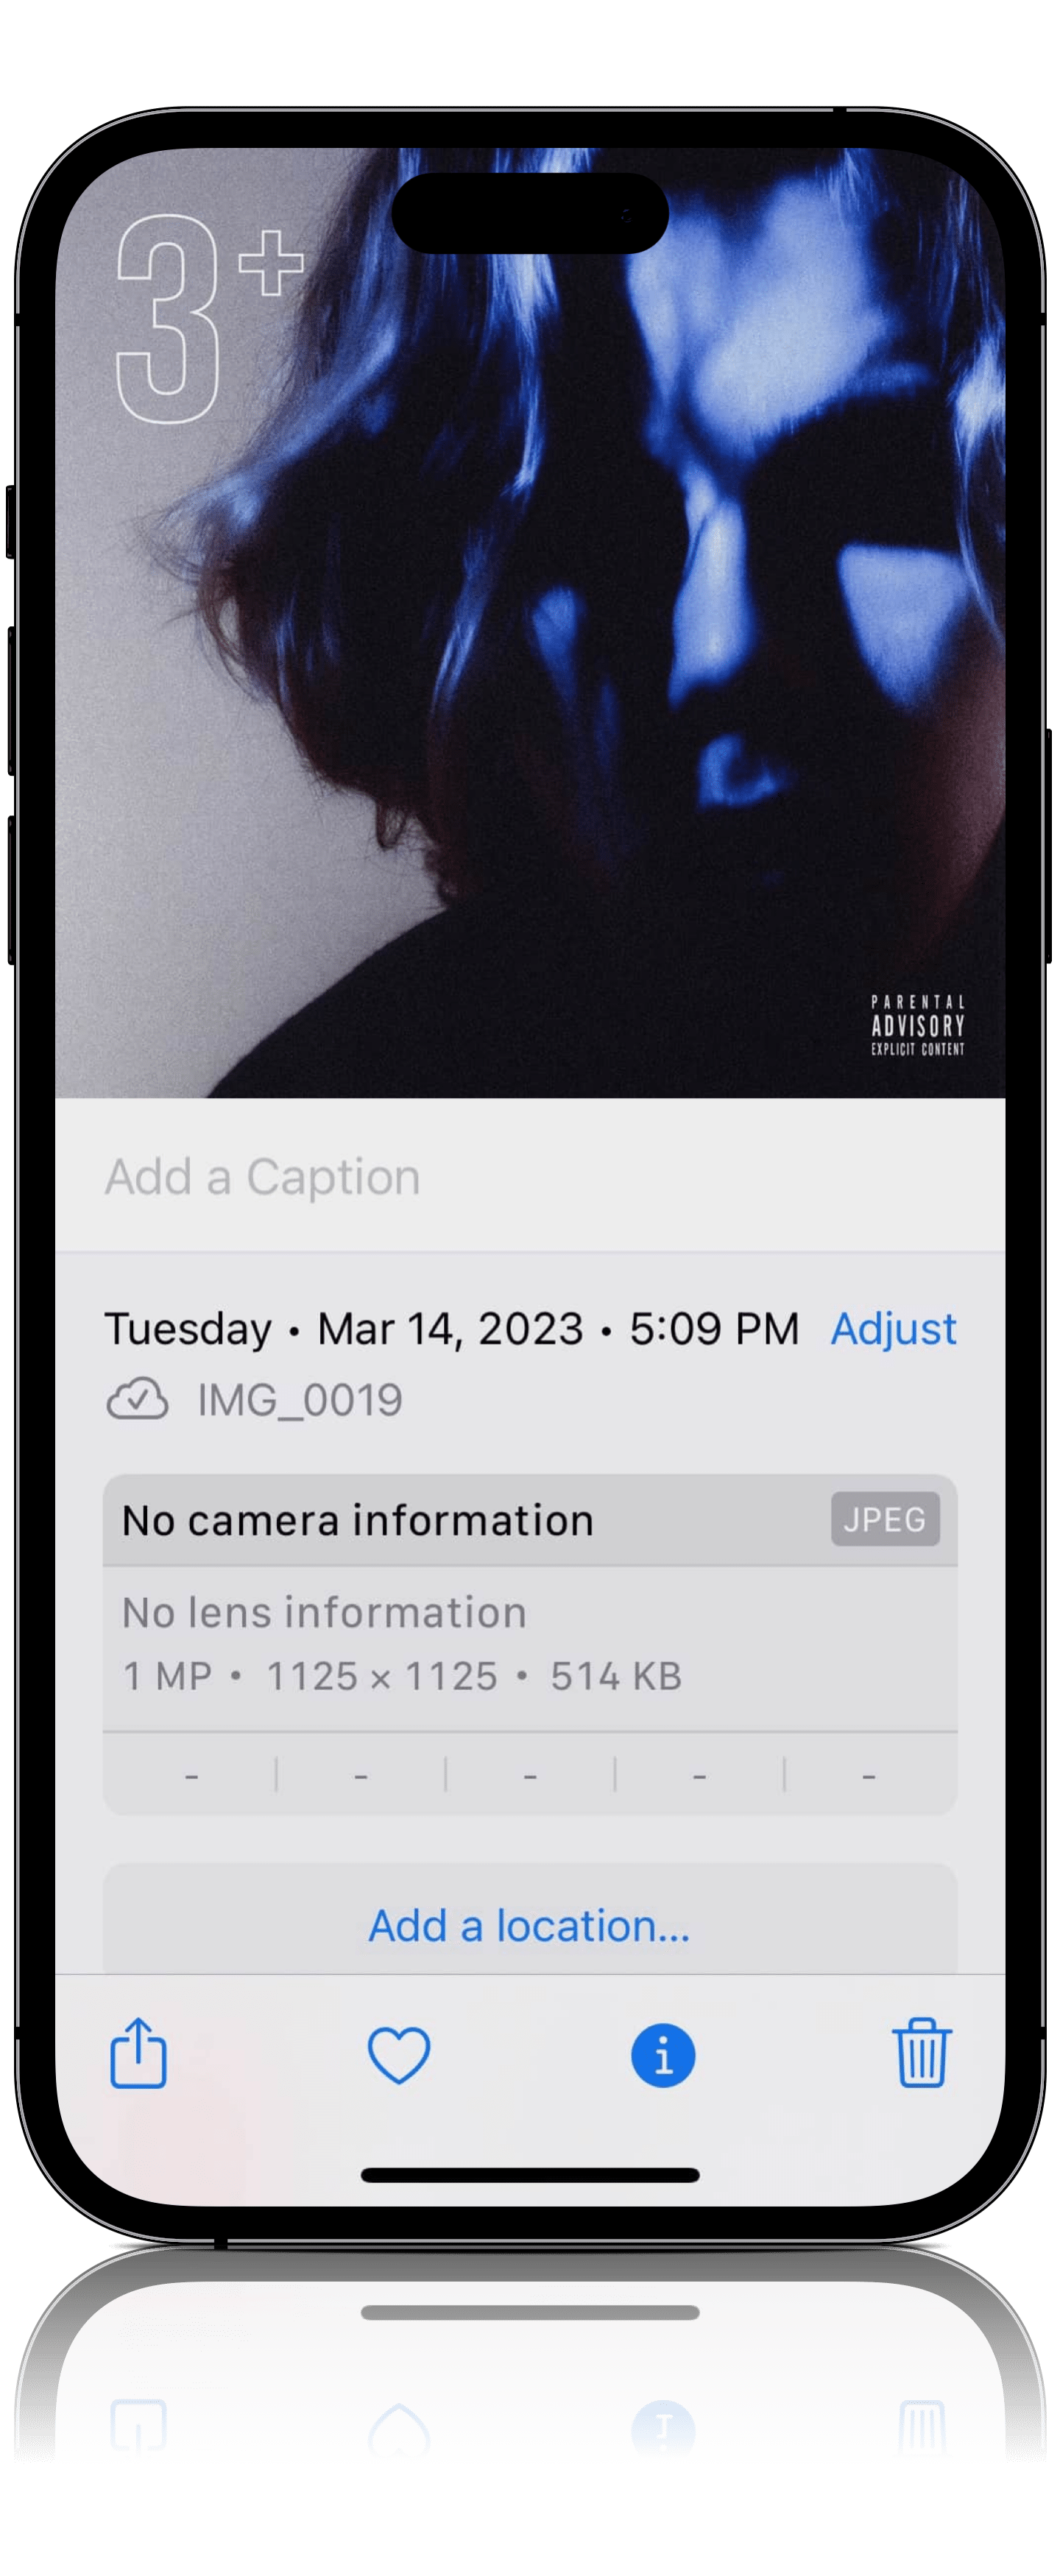 3+
PARENTAL
ADVISORY
EXPLICIT CONTENT
Add a Caption
Tuesday • Mar 14, 2023 • 5:09 PM Adjust
IMG_0019
No camera information JPEG
No lens information
1 MP • 1125 × 1125 • 514 KB
- - - - -
Add a location...